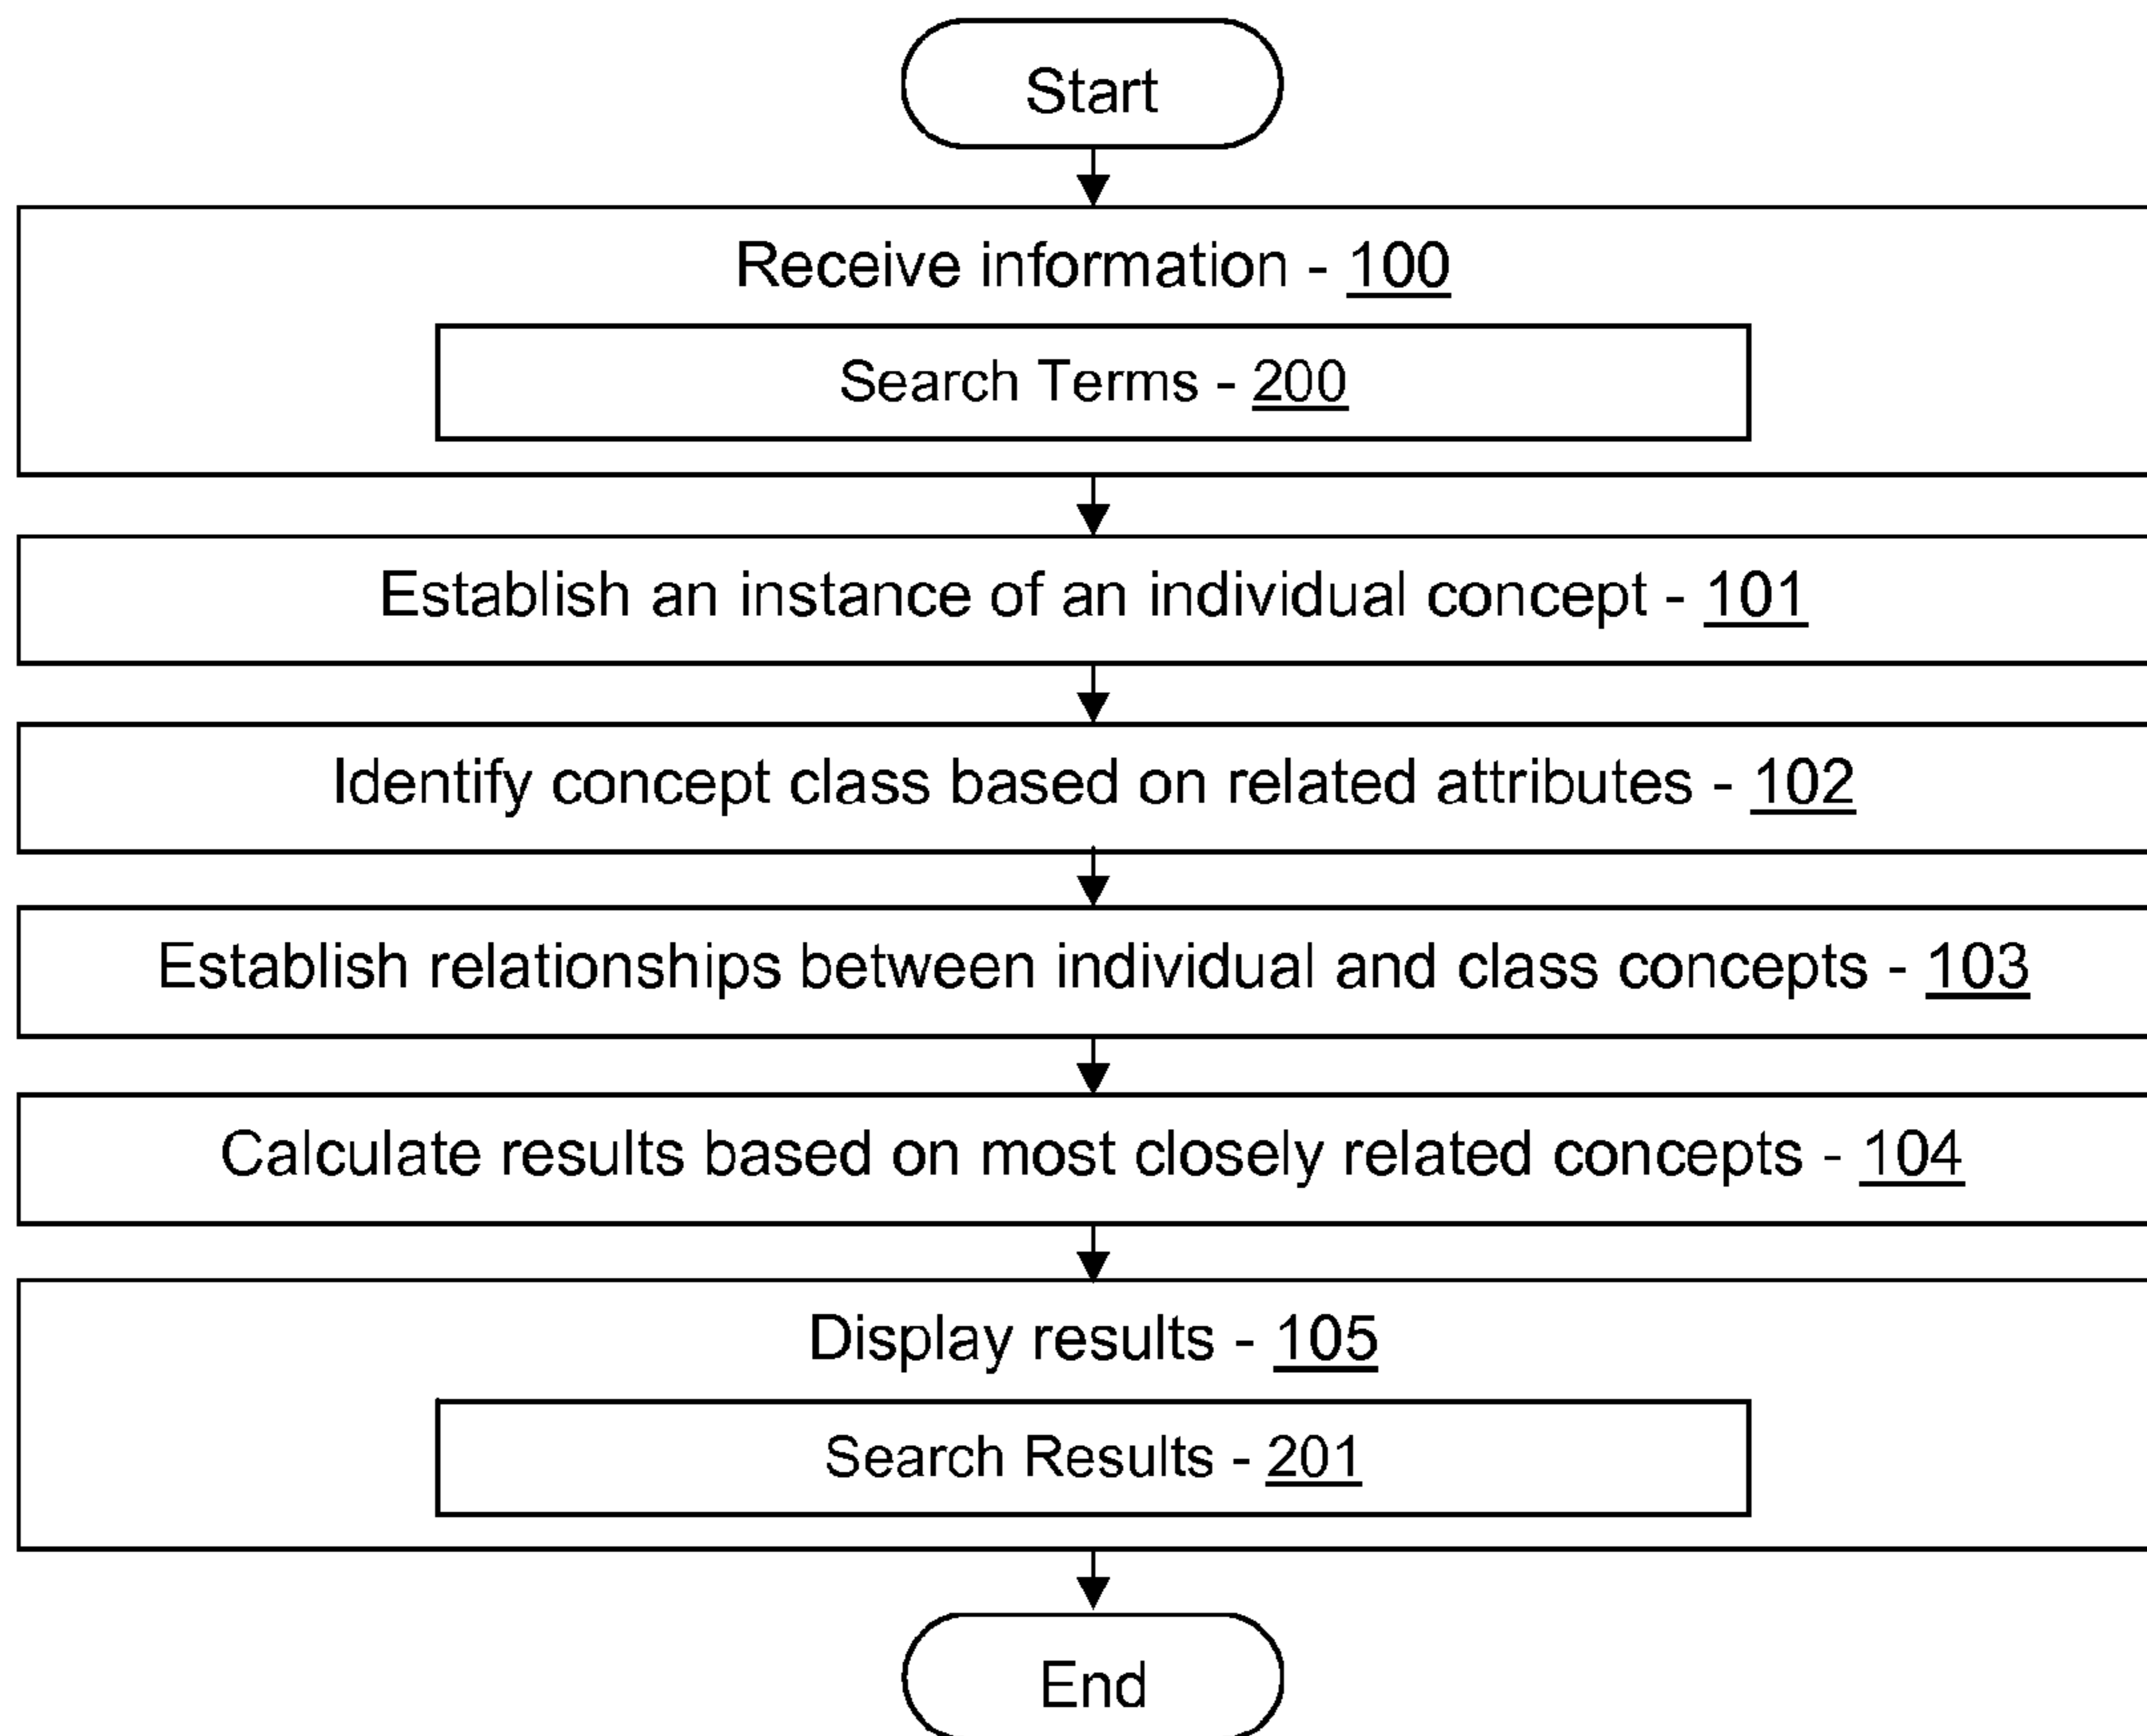 Start
Receive information - 100
Search Terms - 200
Establish an instance of an individual concept - 101
Identify concept class based on related attributes - 102
Establish relationships between individual and class concepts - 103
Calculate results based on most closely related concepts - 104
Display results - 105
Search Results - 201
End